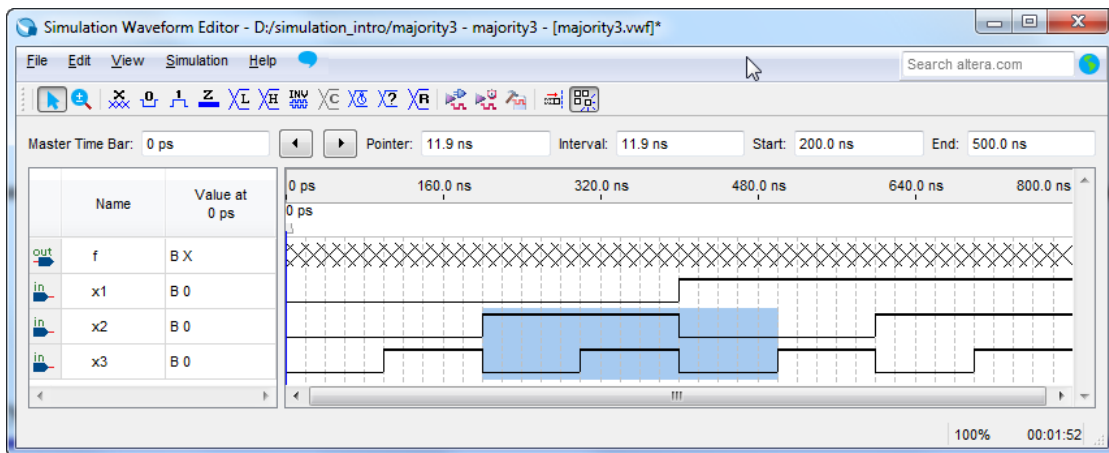 Simulation Waveform Editor - D:/simulation_intro/majority3 - majority3 - [majority3.vwf]*
File Edit View Simulation Help
Search altera.com
Master Time Bar: 0 ps Pointer: 11.9 ns Interval: 11.9 ns Start: 200.0 ns End: 500.0 ns
Name Value at
0 ps
0 ps 160.0 ns 320.0 ns 480.0 ns 640.0 ns 800.0 ns
0 ps
out f B X
in x1 B 0
in x2 B 0
in x3 B 0
100% 00:01:52